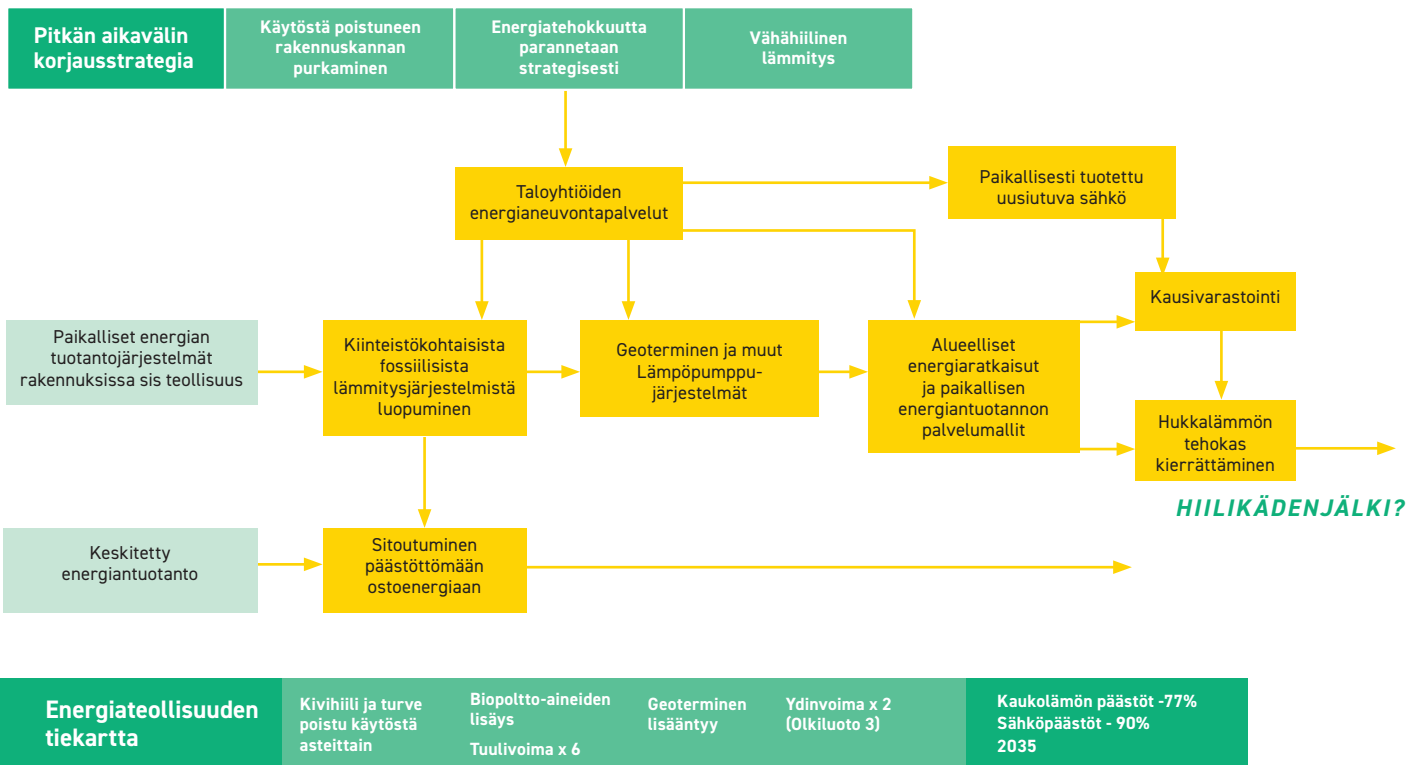 Pitkän aikavälin
korjausstrategia
Käytöstä poistuneen
rakennuskannan
purkaminen
Energiatehokkuutta
parannetaan
strategisesti
Vähähiilinen
lämmitys
Taloyhtiöiden
energianeuvontapalvelut
Paikallisesti tuotettu
uusiutuva sähkö
Kausivarastointi
Paikalliset energian
tuotantojärjestelmät
rakennuksissa sis teollisuus
Kiinteistökohtaisista
fossiilisista
lämmitysjärjestelmistä
luopuminen
Geoterminen ja muut
Lämpöpumppu-
järjestelmät
Alueelliset
energiaratkaisut
ja paikallisen
energiantuotannon
palvelumallit
Hukkalämmön
tehokas
kierrättäminen
HIILIKÄDENJÄLKI?
Keskitetty
energiantuotanto
Sitoutuminen
päästöttömään
ostoenergiaan
Energiateollisuuden
tiekartta
Kivihiili ja turve
poistu käytöstä
asteittain
Biopoltto-aineiden
lisäys
Tuulivoima x 6
Geoterminen
lisääntyy
Ydinvoima x 2
(Olkiluoto 3)
Kaukolämön päästöt -77%
Sähköpäästöt - 90%
2035